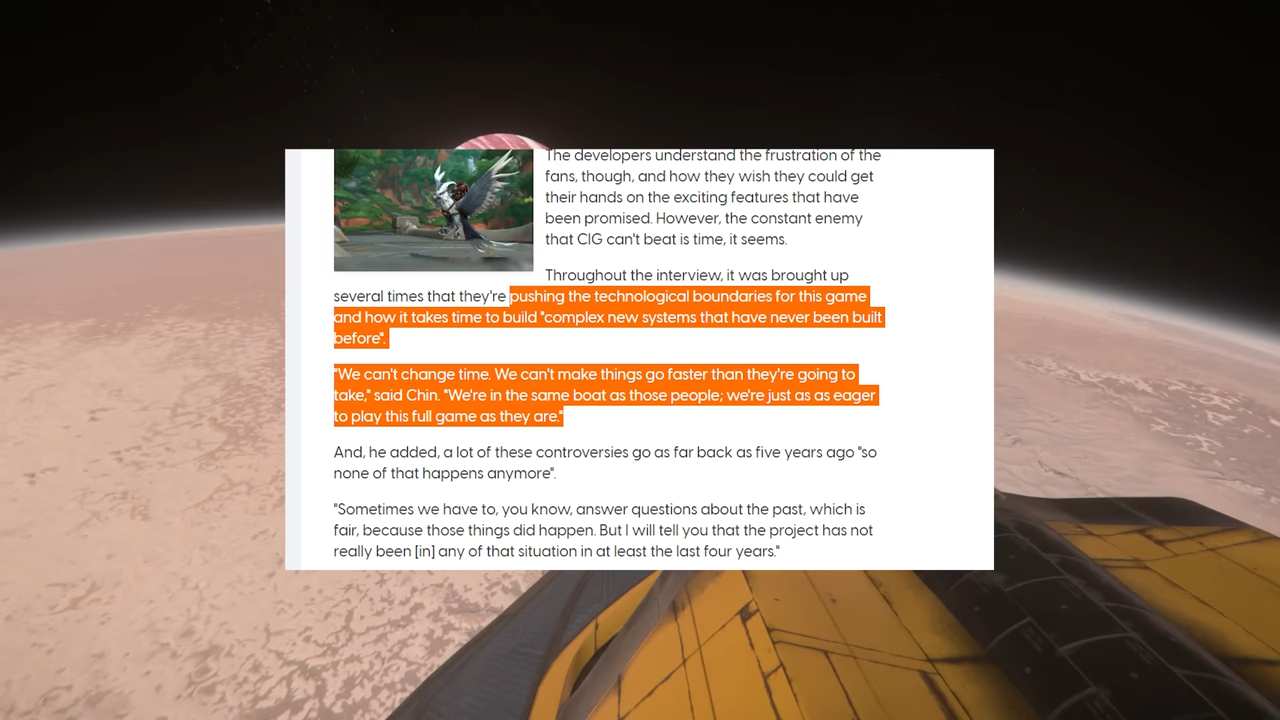 The developers understand the frustration of the
fans, though, and how they wish they could get
their hands on the exciting features that have
been promised. However, the constant enemy
that CIG can't beat is time, it seems.
Throughout the interview, it was brought up
several times that they're pushing the technological boundaries for this game
and how it takes time to build "complex new systems that have never been built
before".
"We can't change time. We can't make things go faster than they're going to
take," said Chin. "We're in the same boat as those people; we're just as as eager
to play this full game as they are."
And, he added, a lot of these controversies go as far back as five years ago "so
none of that happens anymore".
"Sometimes we have to, you know, answer questions about the past, which is
fair, because those things did happen. But I will tell you that the project has not
really been [in] any of that situation in at least the last four years."